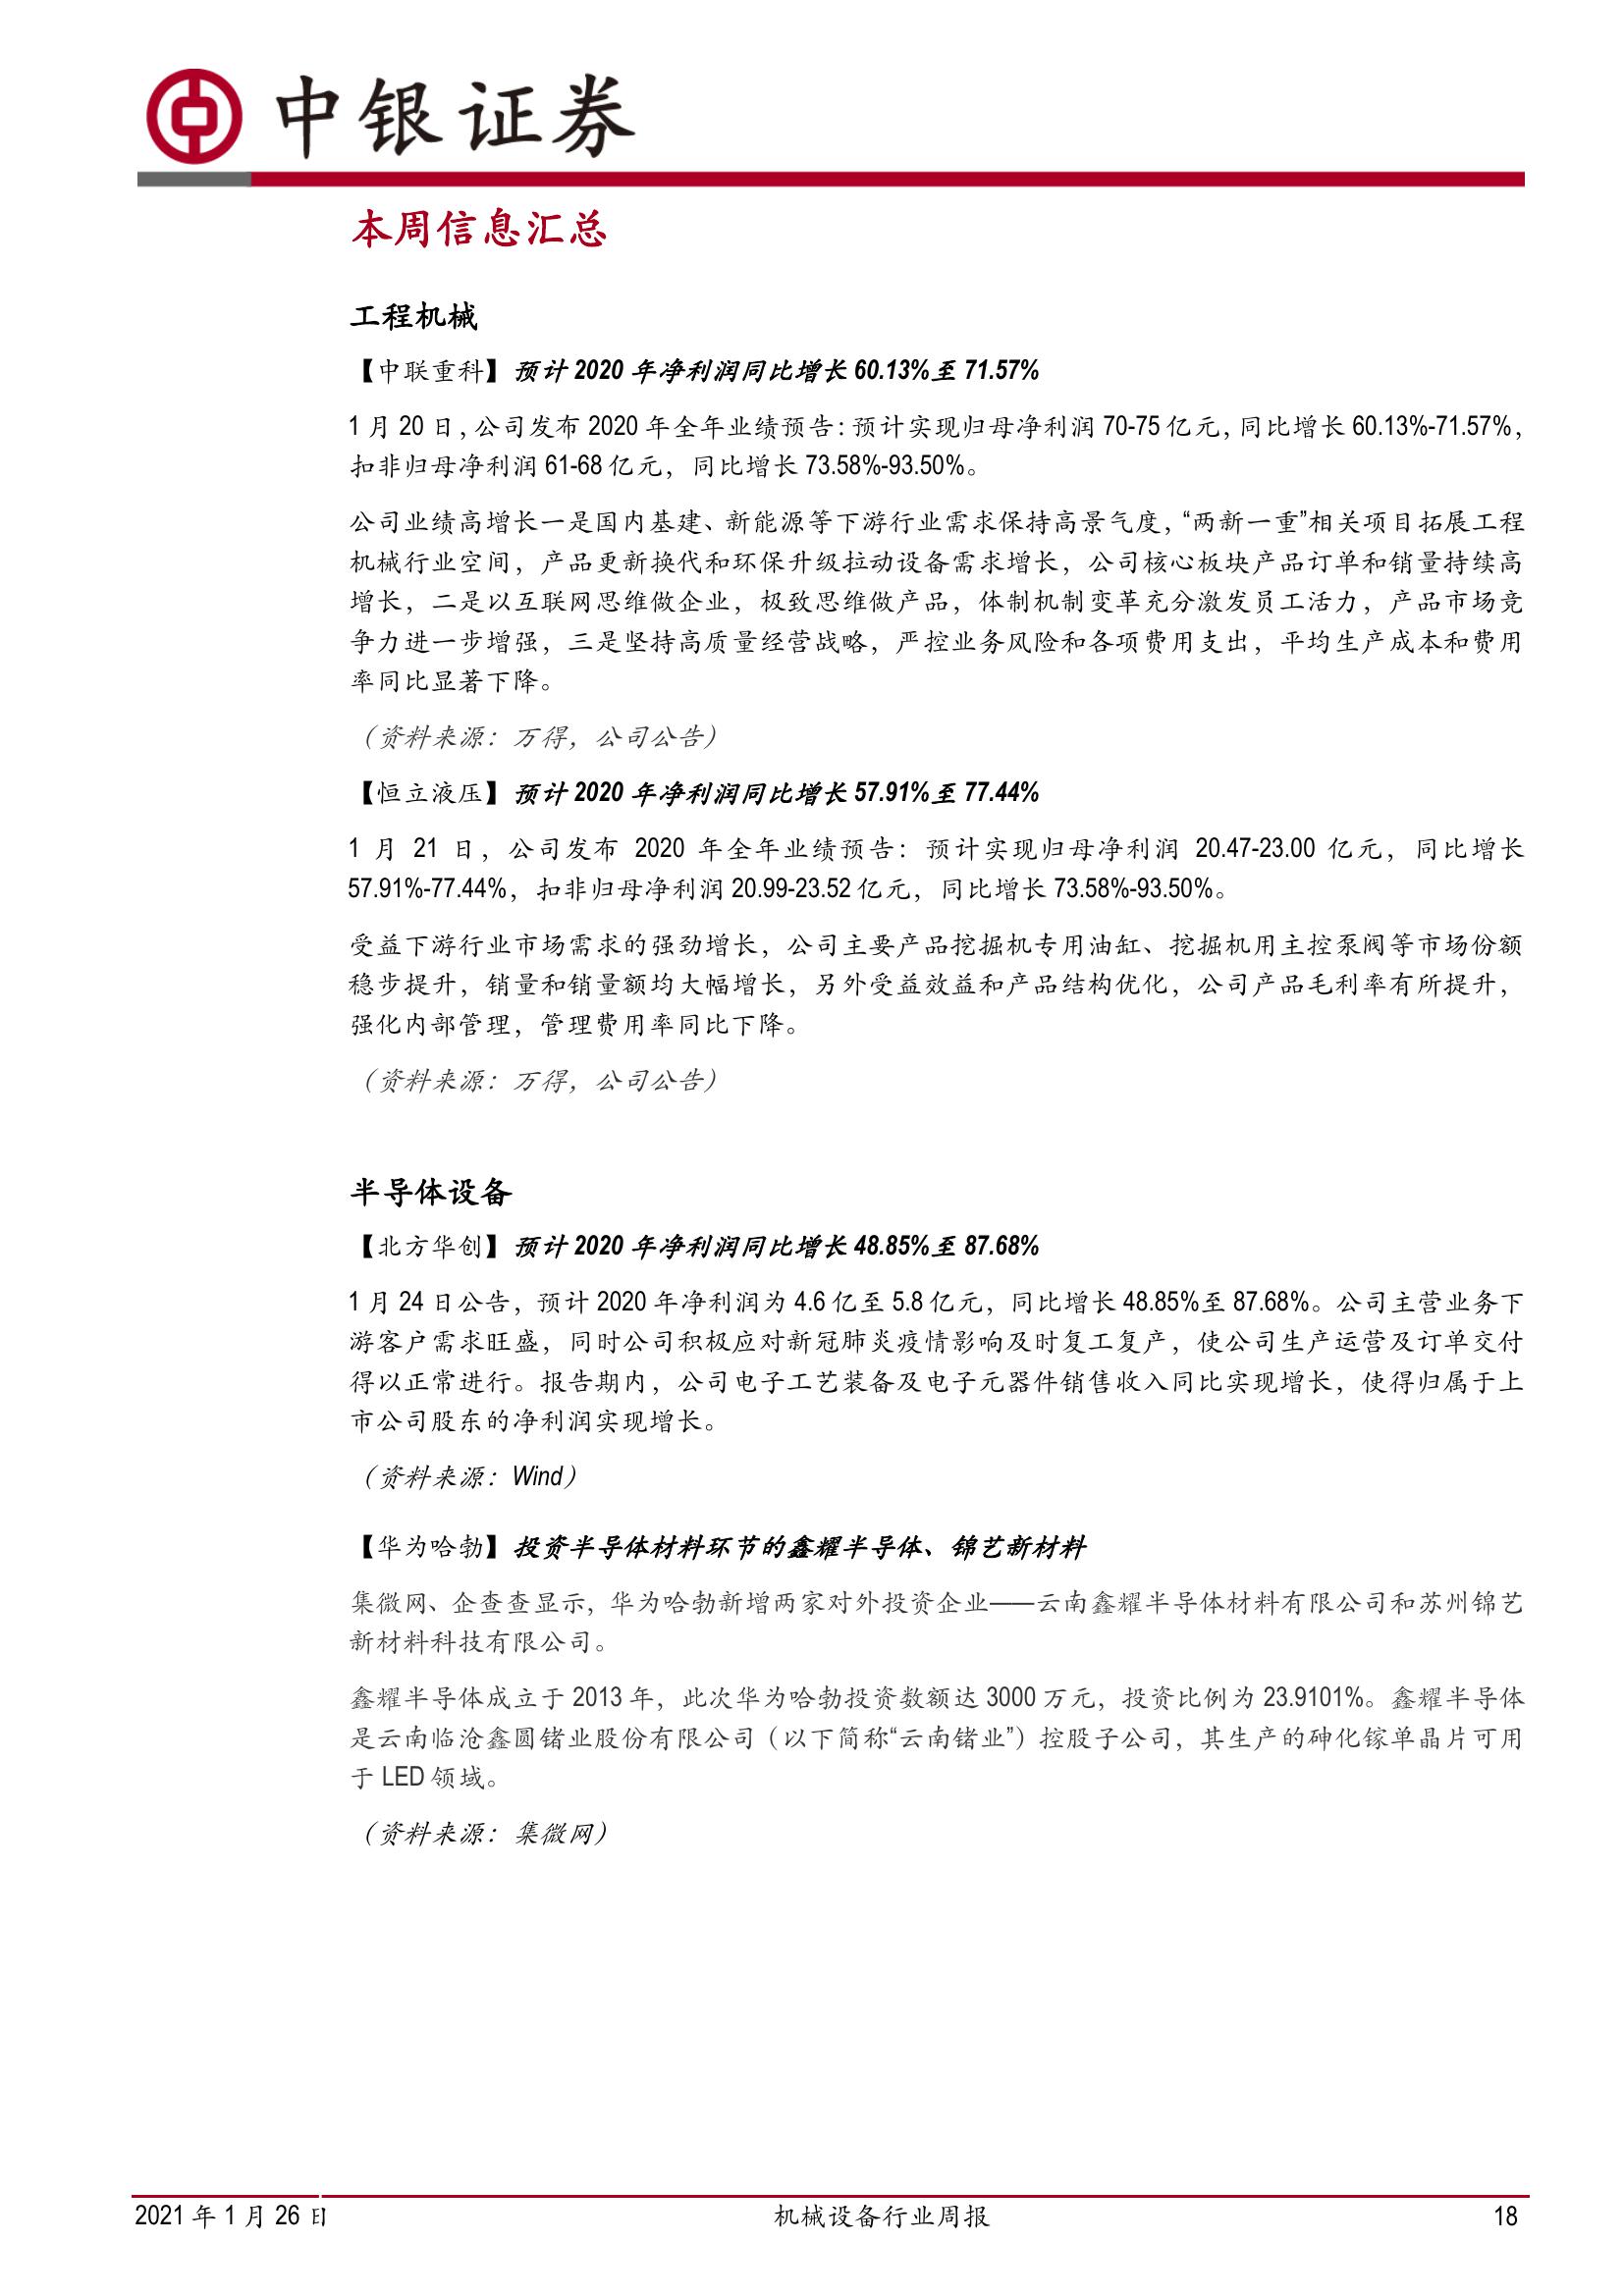 中银证券
本周信息汇总
工程机械
【中联重科】预计 2020 年净利润同比增长 60.13%至 71.57%
1 月 20 日，公司发布 2020 年全年业绩预告：预计实现归母净利润 70-75 亿元，同比增长 60.13%-71.57%，
扣非归母净利润 61-68 亿元，同比增长 73.58%-93.50%。
公司业绩高增长一是国内基建、新能源等下游行业需求保持高景气度，“两新一重”相关项目拓展工程
机械行业空间，产品更新换代和环保升级拉动设备需求增长，公司核心板块产品订单和销量持续高
增长，二是以互联网思维做企业，极致思维做产品，体制机制变革充分激发员工活力，产品市场竞
争力进一步增强，三是坚持高质量经营战略，严控业务风险和各项费用支出，平均生产成本和费用
率同比显著下降。
（资料来源：万得，公司公告）
【恒立液压】预计 2020 年净利润同比增长 57.91%至 77.44%
1 月 21 日，公司发布 2020 年全年业绩预告：预计实现归母净利润 20.47-23.00 亿元，同比增长
57.91%-77.44%，扣非归母净利润 20.99-23.52 亿元，同比增长 73.58%-93.50%。
受益下游行业市场需求的强劲增长，公司主要产品挖掘机专用油缸、挖掘机用主控泵阀等市场份额
稳步提升，销量和销量额均大幅增长，另外受益效益和产品结构优化，公司产品毛利率有所提升，
强化内部管理，管理费用率同比下降。
（资料来源：万得，公司公告）
半导体设备
【北方华创】预计 2020 年净利润同比增长 48.85%至 87.68%
1 月 24 日公告，预计 2020 年净利润为 4.6 亿至 5.8 亿元，同比增长 48.85%至 87.68%。公司主营业务下
游客户需求旺盛，同时公司积极应对新冠肺炎疫情影响及时复工复产，使公司生产运营及订单交付
得以正常进行。报告期内，公司电子工艺装备及电子元器件销售收入同比实现增长，使得归属于上
市公司股东的净利润实现增长。
（资料来源：Wind）
【华为哈勃】投资半导体材料环节的鑫耀半导体、锦艺新材料
集微网、企查查显示，华为哈勃新增两家对外投资企业——云南鑫耀半导体材料有限公司和苏州锦艺
新材料科技有限公司。
鑫耀半导体成立于 2013 年，此次华为哈勃投资数额达 3000 万元，投资比例为 23.9101%。鑫耀半导体
是云南临沧鑫圆锗业股份有限公司（以下简称“云南锗业”）控股子公司，其生产的砷化镓单晶片可用
于 LED 领域。
（资料来源：集微网）
2021 年 1 月 26 日 机械设备行业周报 18